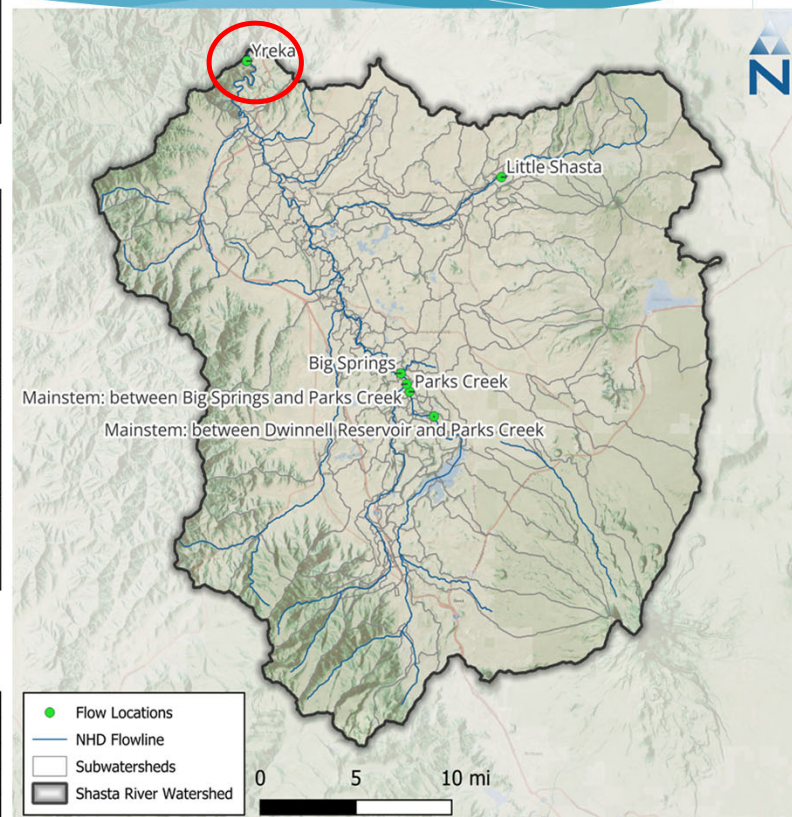 Yreka
N
Little Shasta
Big Springs
Parks Creek
Mainstem: between Big Springs and Parks Creek
Mainstem: between Dwinnell Reservoir and Parks Creek
Flow Locations
NHD Flowline
Subwatersheds
Shasta River Watershed
0 5 10 mi